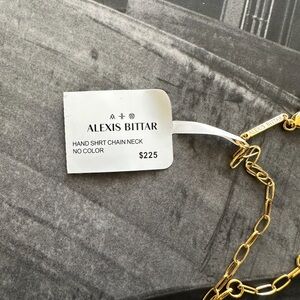 ALEXIS BITTAR
HAND SHRT CHAIN NECK
NO COLOR
$225